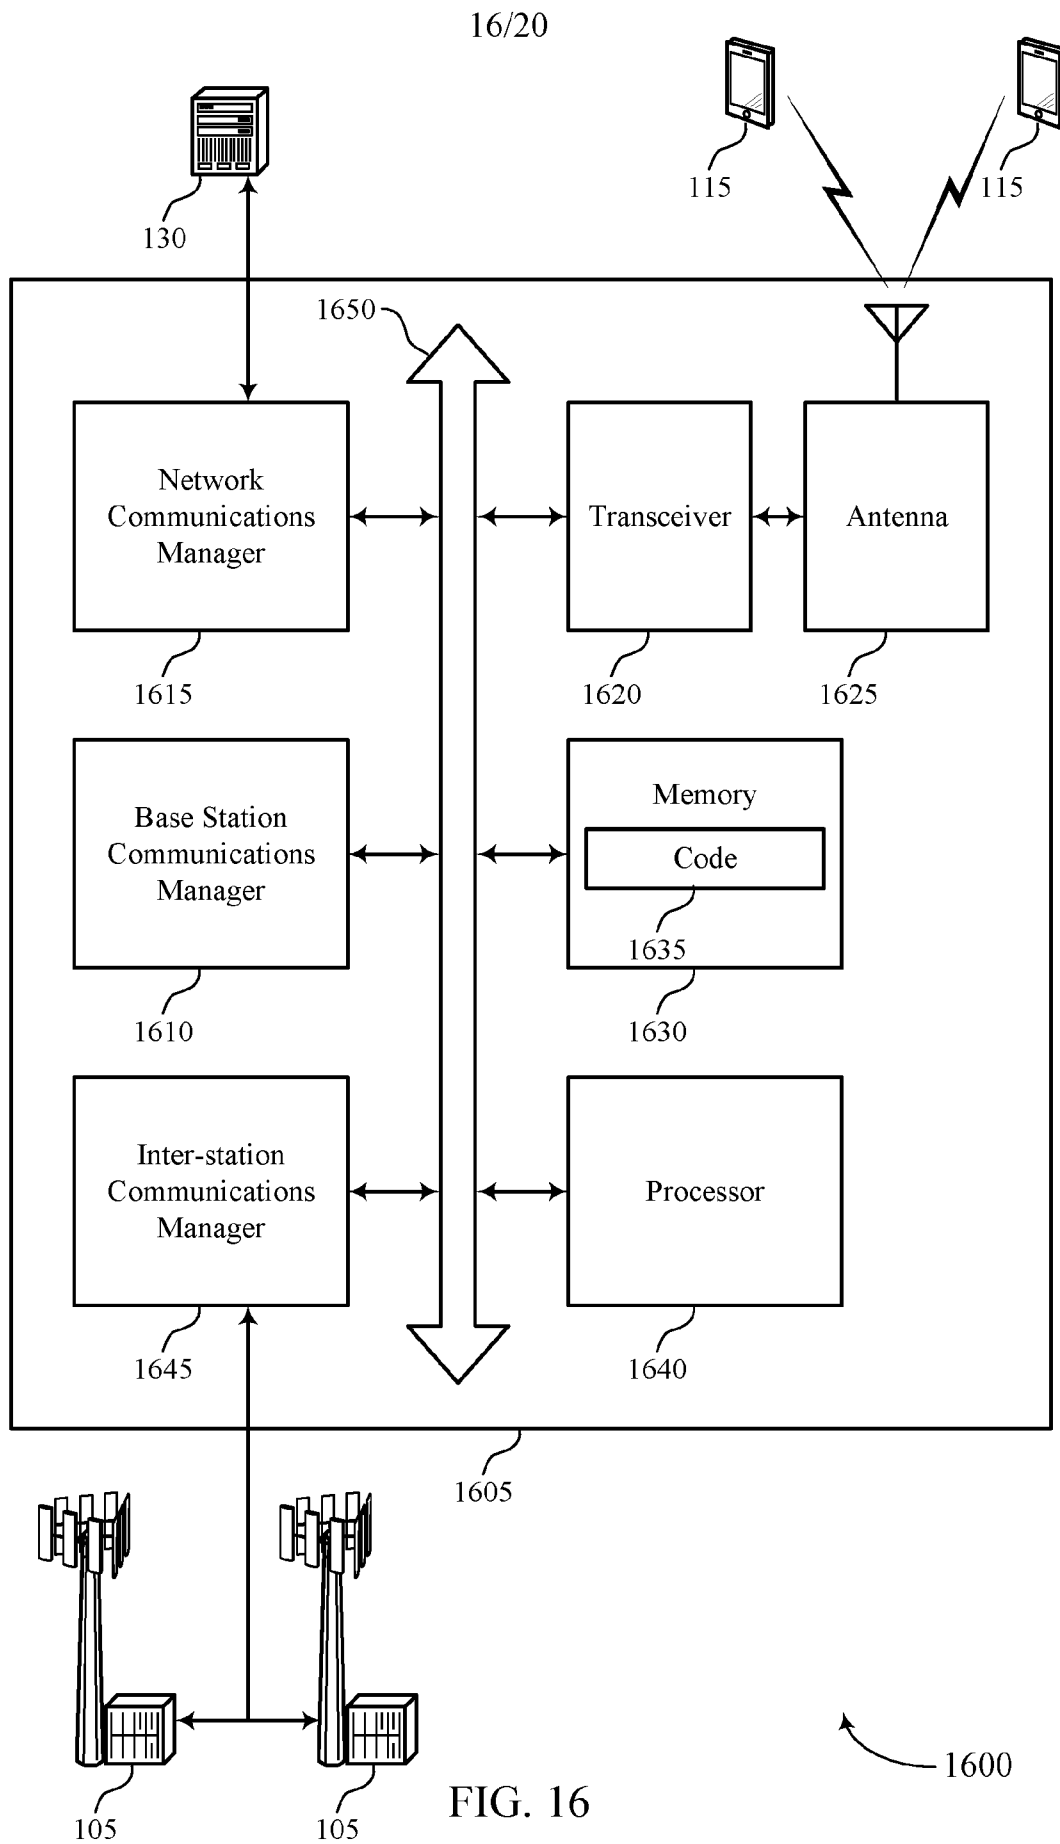 16/20
115
115
130
1650
Network
Communications
Manager
Transceiver
Antenna
1615
1620
1625
Base Station
Communications
Manager
Memory
Code
1635
1610
1630
Inter-station
Communications
Manager
Processor
1645
1640
1605
1600
105
105
FIG. 16